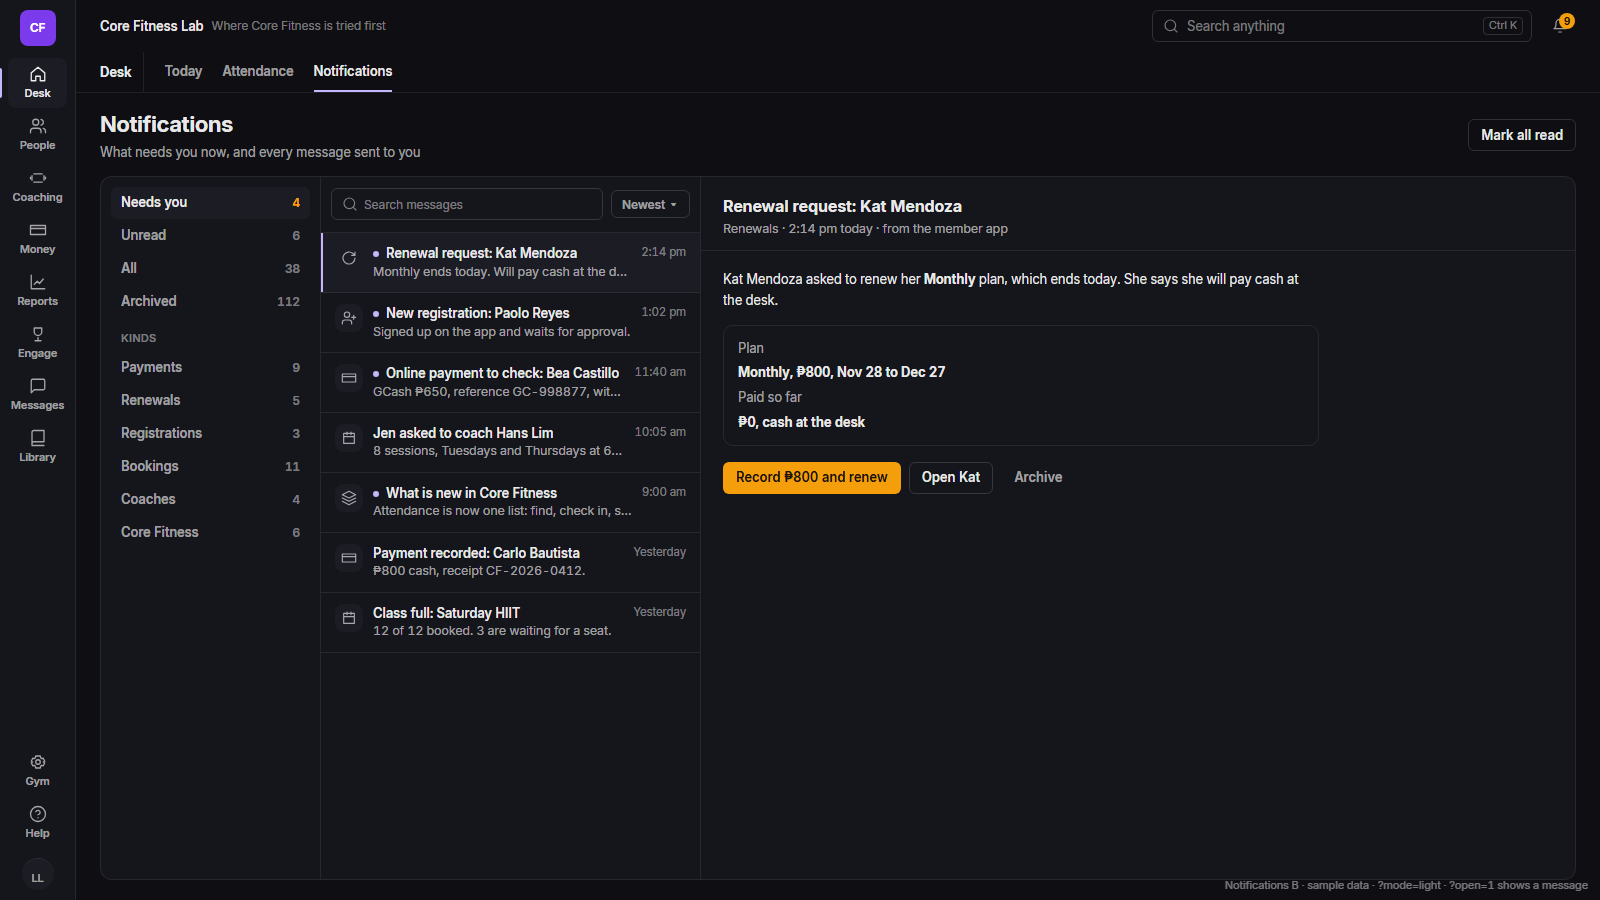 CF
Core Fitness Lab Where Core Fitness is tried first
Search anything Ctrl K
9
Desk
People
Coaching
Money
Reports
Engage
Messages
Library
Gym
Help
LL
Desk Today Attendance Notifications
Notifications
What needs you now, and every message sent to you
Mark all read
Needs you 4
Unread 6
All 38
Archived 112
KINDS
Payments 9
Renewals 5
Registrations 3
Bookings 11
Coaches 4
Core Fitness 6
Search messages Newest
Renewal request: Kat Mendoza 2:14 pm
Monthly ends today. Will pay cash at the d...
New registration: Paolo Reyes 1:02 pm
Signed up on the app and waits for approval.
Online payment to check: Bea Castillo 11:40 am
GCash ₱650, reference GC-998877, wit...
Jen asked to coach Hans Lim 10:05 am
8 sessions, Tuesdays and Thursdays at 6...
What is new in Core Fitness 9:00 am
Attendance is now one list: find, check in, s...
Payment recorded: Carlo Bautista Yesterday
₱800 cash, receipt CF-2026-0412.
Class full: Saturday HIIT Yesterday
12 of 12 booked. 3 are waiting for a seat.
Renewal request: Kat Mendoza
Renewals · 2:14 pm today · from the member app
Kat Mendoza asked to renew her Monthly plan, which ends today. She says she will pay cash at
the desk.
Plan
Monthly, ₱800, Nov 28 to Dec 27
Paid so far
₱0, cash at the desk
Record ₱800 and renew Open Kat Archive
Notifications B · sample data · ?mode=light · ?open=1 shows a message